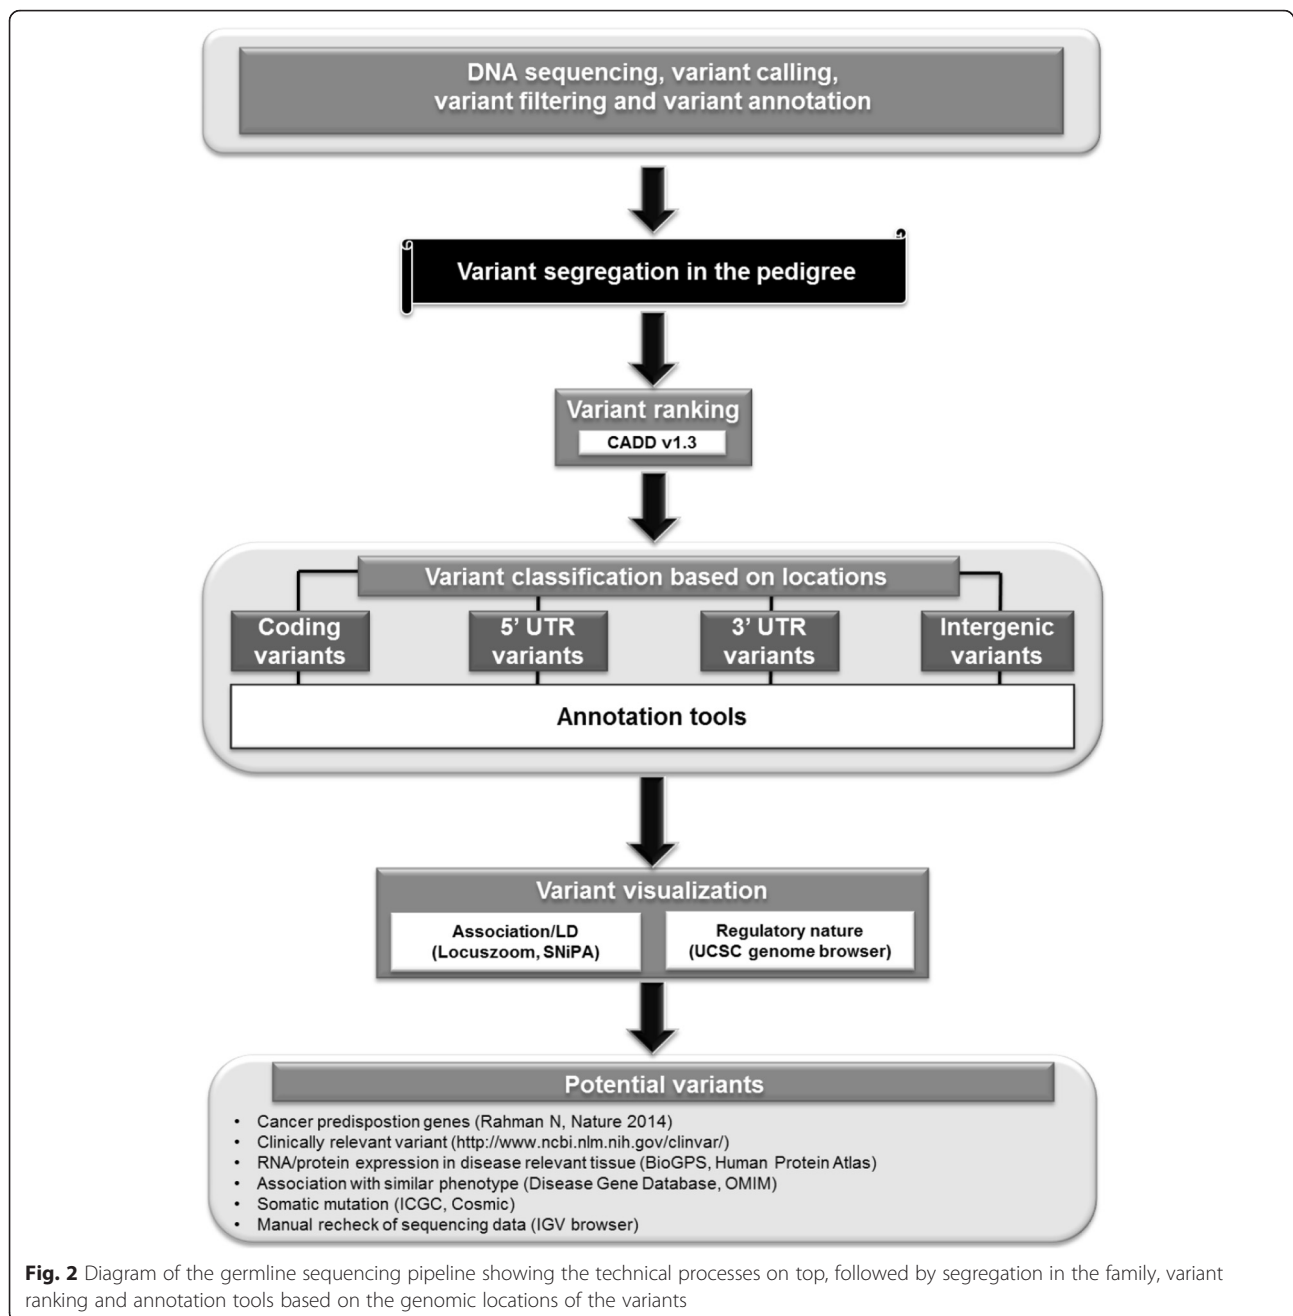 DNA sequencing, variant calling,
variant filtering and variant annotation
Variant segregation in the pedigree
Variant ranking
CADD v1.3
Variant classification based on locations
Coding
variants
5’ UTR
variants
3’ UTR
variants
Intergenic
variants
Annotation tools
Variant visualization
Association/LD
(Locuszoom, SNiPA)
Regulatory nature
(UCSC genome browser)
Potential variants
• Cancer predispostion genes (Rahman N, Nature 2014)
• Clinically relevant variant (http://www.ncbi.nlm.nih.gov/clinvar/)
• RNA/protein expression in disease relevant tissue (BioGPS, Human Protein Atlas)
• Association with similar phenotype (Disease Gene Database, OMIM)
• Somatic mutation (ICGC, Cosmic)
• Manual recheck of sequencing data (IGV browser)
Fig. 2 Diagram of the germline sequencing pipeline showing the technical processes on top, followed by segregation in the family, variant
ranking and annotation tools based on the genomic locations of the variants